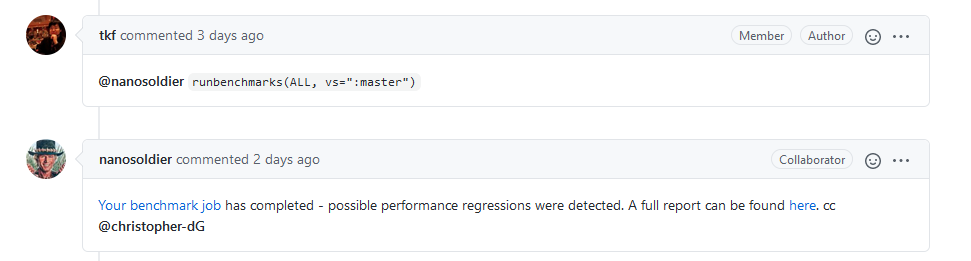 tkf commented 3 days ago Member Author
@nanosoldier runbenchmarks(ALL, vs=":master")
nanosoldier commented 2 days ago Collaborator
Your benchmark job has completed - possible performance regressions were detected. A full report can be found here. cc
@christopher-dG